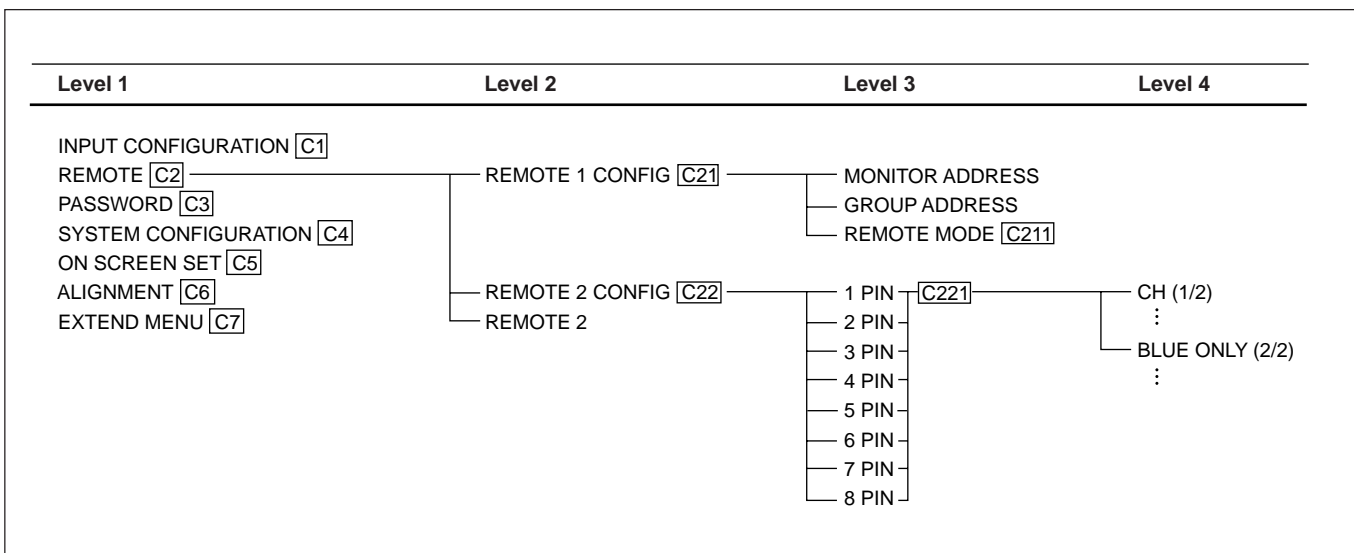 Level 1 Level 2 Level 3 Level 4
INPUT CONFIGURATION C1
REMOTE C2 REMOTE 1 CONFIG C21 MONITOR ADDRESS
PASSWORD C3 GROUP ADDRESS
SYSTEM CONFIGURATION C4 REMOTE MODE C211
ON SCREEN SET C5
ALIGNMENT C6 REMOTE 2 CONFIG C22 1 PIN C221 CH (1/2)
EXTEND MENU C7 REMOTE 2 2 PIN
3 PIN BLUE ONLY (2/2)
4 PIN
5 PIN
6 PIN
7 PIN
8 PIN